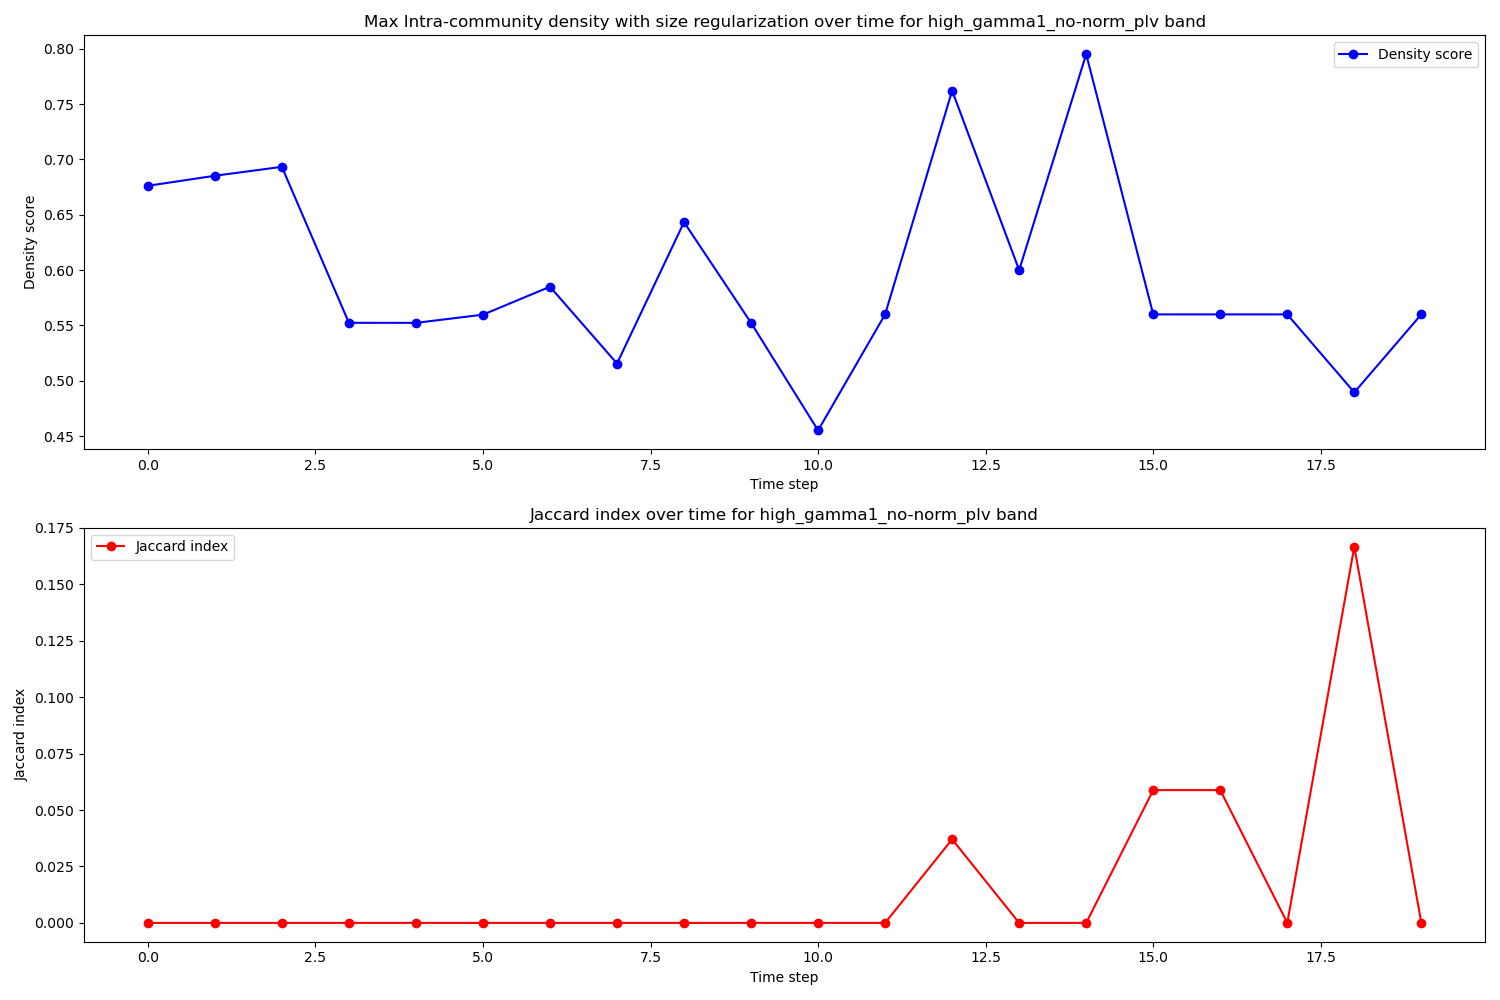 Max Intra-community density with size regularization over time for high_gamma1_no-norm_plv band
0.80
0.75
0.70
0.65
0.60
0.55
0.50
0.45
Density score
Density score
0.0 2.5 5.0 7.5 10.0 12.5 15.0 17.5
Time step
Jaccard index over time for high_gamma1_no-norm_plv band
0.175
0.150
0.125
0.100
0.075
0.050
0.025
0.000
Jaccard index
Jaccard index
0.0 2.5 5.0 7.5 10.0 12.5 15.0 17.5
Time step